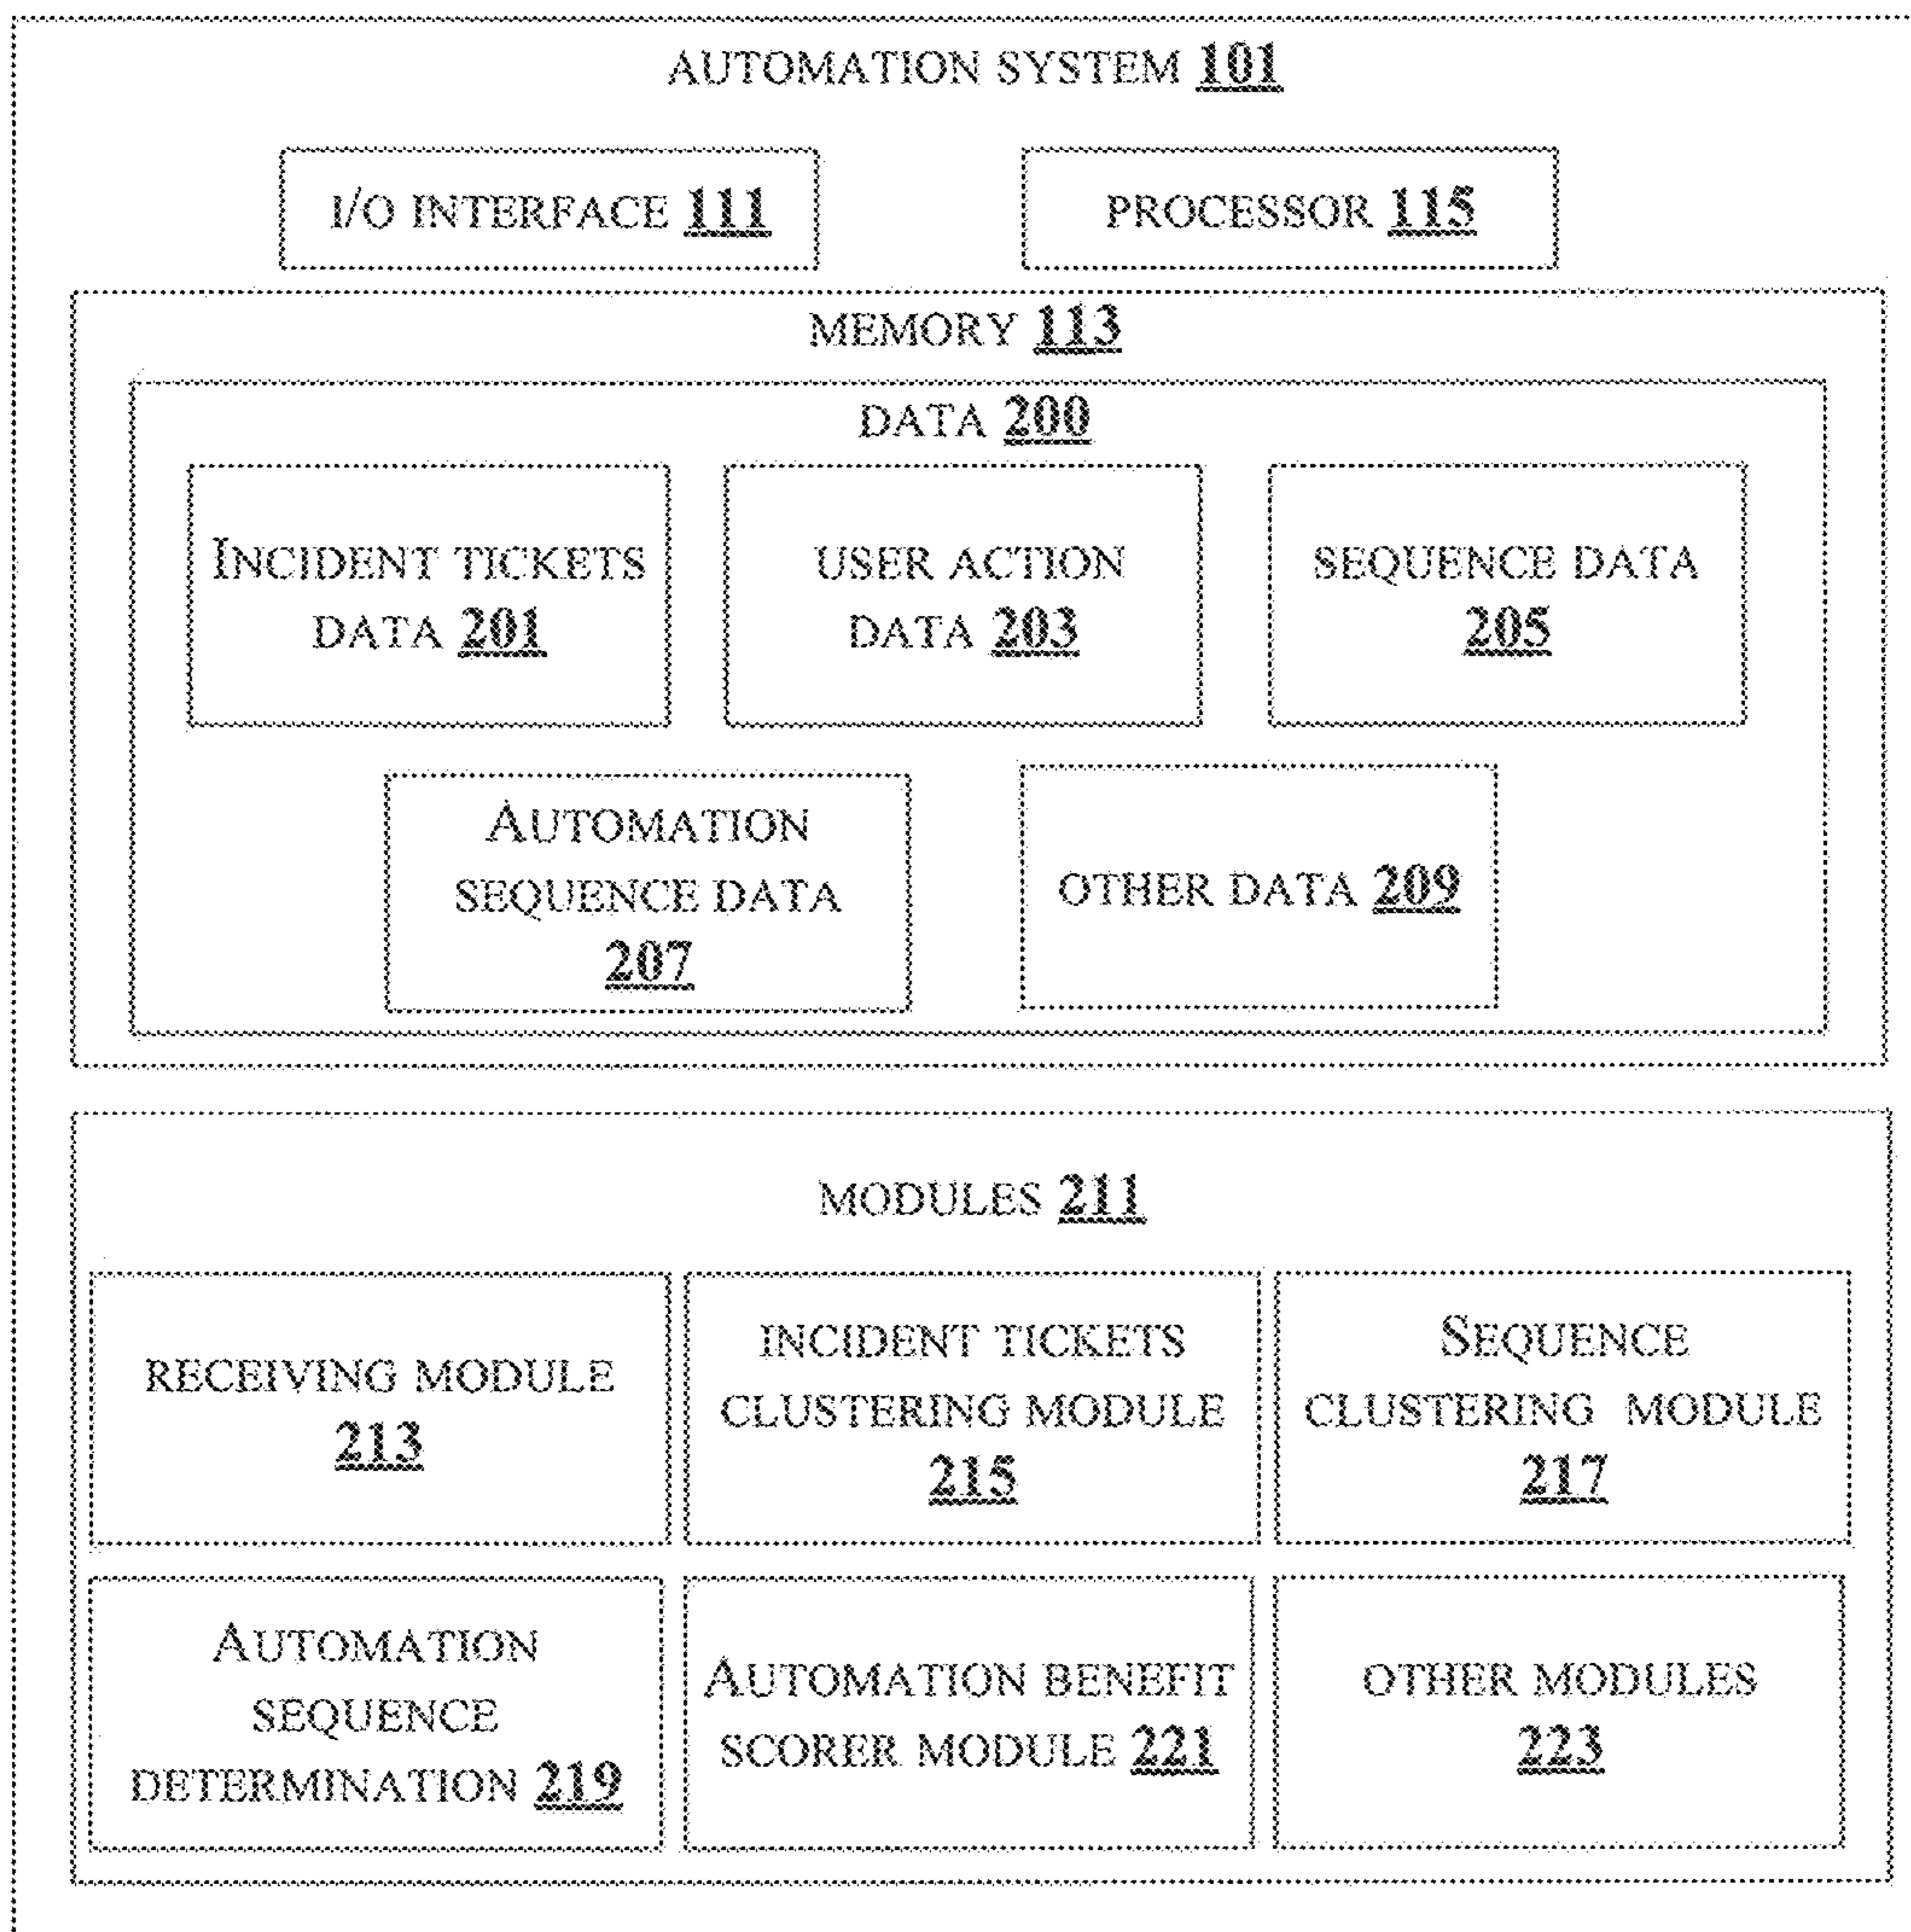 AUTOMATION SYSTEM 101
I/O INTERFACE 111
PROCESSOR 115
MEMORY 113
DATA 200
INCIDENT TICKETS
DATA 201
USER ACTION
DATA 203
SEQUENCE DATA
205
AUTOMATION
SEQUENCE DATA
207
OTHER DATA 209
MODULES 211
RECEIVING MODULE
213
INCIDENT TICKETS
CLUSTERING MODULE
215
SEQUENCE
CLUSTERING MODULE
217
AUTOMATION
SEQUENCE
DETERMINATION 219
AUTOMATION BENEFIT
SCORER MODULE 221
OTHER MODULES
223